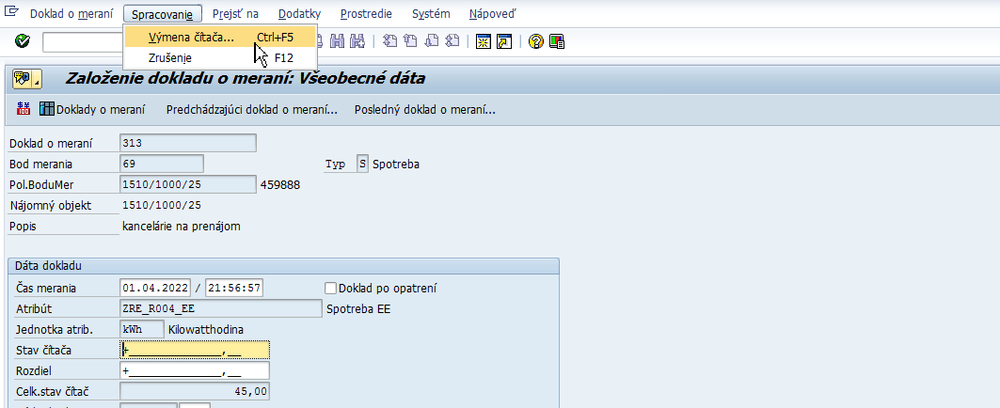 Doklad o meraní Spracovanie Prejsť na Dodatky Prostredie Systém Nápoveď
Výmena čítača... Ctrl+F5
Zrušenie F12
Založenie dokladu o meraní: Všeobecné dáta
Doklady o meraní Predchádzajúci doklad o meraní... Posledný doklad o meraní...
Doklad o meraní 313
Bod merania 69 Typ S Spotreba
Pol.BoduMer 1510/1000/25 459888
Nájomný objekt 1510/1000/25
Popis kancelárie na prenájom
Dáta dokladu
Čas merania 01.04.2022 / 21:56:57 Doklad po opatrení
Atribút ZRE_R004_EE Spotreba EE
Jednotka atrib. kWh Kilowatthodina
Stav čítača +______________,__
Rozdiel +______________,__
Celk.stav čítač 45,00